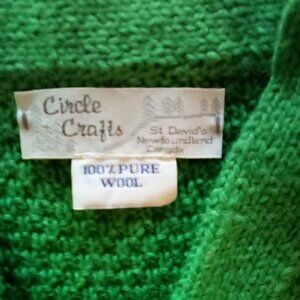 Circle
Crafts
St David's
Newfoundland
Canada
100% PURE
WOOL